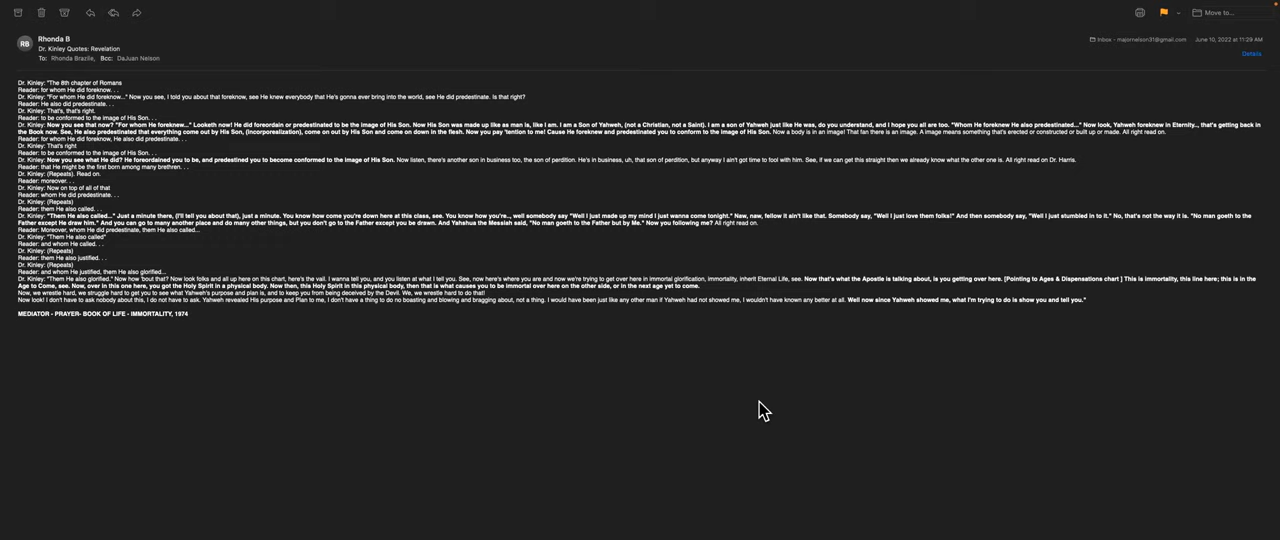 Move to...
RB
Rhonda B
Inbox - majornelson31@gmail.com
June 10, 2022 at 11:29 AM
Dr. Kinley Quotes: Revelation
Details
To: Rhonda Brazile, Bcc: DaJuan Nelson
Dr. Kinley: "The 8th chapter of Romans
Reader: for whom He did foreknow. . .
Dr. Kinley: "For whom He did foreknow..." Now you see, I told you about that foreknow, see He knew everybody that He's gonna ever bring into the world, see He did predestinate. Is that right?
Reader: He also did predestinate. . .
Dr. Kinley: That's, that's right.
Reader: to be conformed to the image of His Son. . .
Dr. Kinley: Now you see that now? "For whom He foreknew..." Looketh now! He did foreordain or predestinated to be the image of His Son. Now His Son was made up like as man is, like I am. I am a Son of Yahweh, (not a Christian, not a Saint). I am a son of Yahweh just like He was, do you understand, and I hope you all are too. "Whom He foreknew He also predestinated..." Now look, Yahweh foreknew in Eternity..., that's getting back in
the Book now. See, He also predestinated that everything come out by His Son, (incorporealization), come on out by His Son and come on down in the flesh. Now you pay 'tention to me! Cause He foreknew and predestinated you to conform to the image of His Son. Now a body is in an image! That fan there is an image. A image means something that's erected or constructed or built up or made. All right read on.
Reader: for whom He did foreknow, He also did predestinate. . .
Dr. Kinley: That's right
Reader: to be conformed to the image of His Son. . .
Dr. Kinley: Now you see what He did? He foreordained you to be, and predestined you to become conformed to the image of His Son. Now listen, there's another son in business too, the son of perdition. He's in business, uh, that son of perdition, but anyway I ain't got time to fool with him. See, if we can get this straight then we already know what the other one is. All right read on Dr. Harris.
Reader: that He might be the first born among many brethren. . .
Dr. Kinley: (Repeats). Read on.
Reader: moreover. . .
Dr. Kinley: Now on top of all of that
Reader: whom He did predestinate. . .
Dr. Kinley: (Repeats)
Reader: them He also called. . .
Dr. Kinley: "Them He also called..." Just a minute there, (I'll tell you about that), just a minute. You know how come you're down here at this class, see. You know how you're.., well somebody say "Well I just made up my mind I just wanna come tonight." Now, naw, fellow it ain't like that. Somebody say, "Well I just love them folks!" And then somebody say, "Well I just stumbled in to it." No, that's not the way it is. "No man goeth to the
Father except He draw him." And you can go to many another place and do many other things, but you don't go to the Father except you be drawn. And Yahshua the Messiah said, "No man goeth to the Father but by Me." Now you following me? All right read on.
Reader: Moreover, whom He did predestinate, them He also called...
Dr. Kinley: "Them He also called"
Reader: and whom He called. . .
Dr. Kinley: (Repeats)
Reader: them He also justified. . .
Dr. Kinley: (Repeats)
Reader: and whom He justified, them He also glorified...
Dr. Kinley: "Them He also glorified." Now how 'bout that? Now look folks and all up here on this chart, here's the vail. I wanna tell you, and you listen at what I tell you. See, now here's where you are and now we're trying to get over here in immortal glorification, immortality, inherit Eternal Life, see. Now that's what the Apostle is talking about, is you getting over here. [Pointing to Ages & Dispensations chart ] This is immortality, this line here; this is in the
Age to Come, see. Now, over in this one here, you got the Holy Spirit in a physical body. Now then, this Holy Spirit in this physical body, then that is what causes you to be immortal over here on the other side, or in the next age yet to come.
Now, we wrestle hard, we struggle hard to get you to see what Yahweh's purpose and plan is, and to keep you from being deceived by the Devil. We, we wrestle hard to do that!
Now look! I don't have to ask nobody about this, I do not have to ask. Yahweh revealed His purpose and Plan to me, I don't have a thing to do no boasting and blowing and bragging about, not a thing. I would have been just like any other man if Yahweh had not showed me, I wouldn't have known any better at all. Well now since Yahweh showed me, what I'm trying to do is show you and tell you."
MEDIATOR - PRAYER- BOOK OF LIFE - IMMORTALITY, 1974